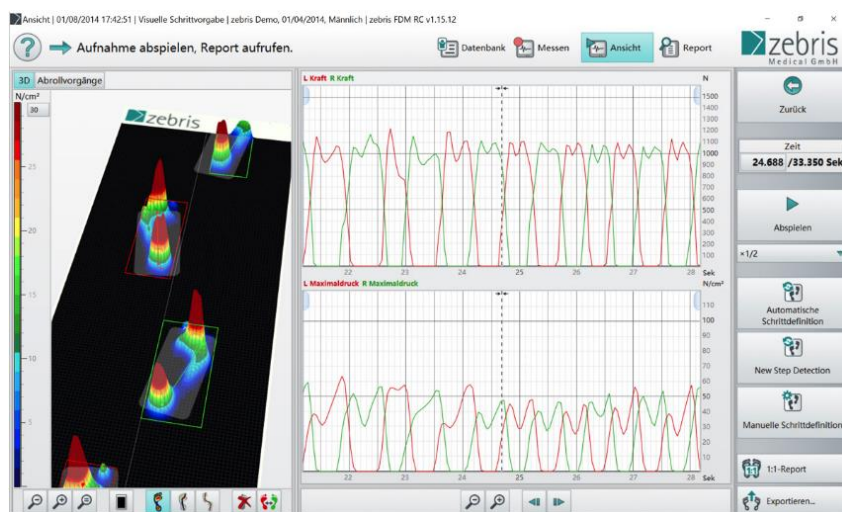 Ansicht | 01/08/2014 17:42:51 | Visuelle Schrittvorgabe | zebris Demo, 01/04/2014, Männlich | zebris FDM RC v1.15.12
? Aufnahme abspielen, Report aufrufen.
Datenbank Messen Ansicht Report
zebris
Medical GmbH
3D Abrollvorgänge
N/cm²
30
25
20
15
10
5
zebris
L Kraft R Kraft
N
1500
1400
1300
1200
1100
1000
900
800
700
600
500
400
300
200
100
22 23 24 25 26 27 28 Sek
L Maximaldruck R Maximaldruck
N/cm²
110
100
90
80
70
60
50
40
30
20
10
22 23 24 25 26 27 28 Sek
Zurück
Zeit
24.688 /33.350 Sek
Abspielen
×1/2
Automatische
Schrittdefinition
New Step Detection
Manuelle Schrittdefinition
1:1-Report
Exportieren...